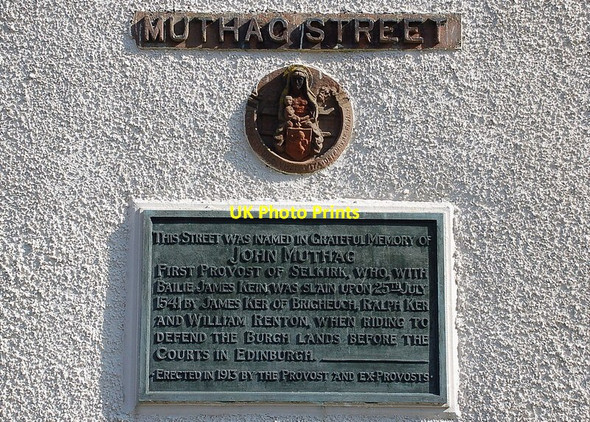 MUTHAG STREET
UK Photo Prints
THIS STREET WAS NAMED IN GRATEFUL MEMORY OF
JOHN MUTHAG
FIRST PROVOST OF SELKIRK, WHO, WITH
BAILIE JAMES KEIN, WAS SLAIN UPON 25TH JULY
1541 BY JAMES KER OF BRIGHEUCH, RALPH KER
AND WILLIAM RENTON, WHEN RIDING TO
DEFEND THE BURGH LANDS BEFORE THE
COURTS IN EDINBURGH.
·ERECTED IN 1913 BY THE PROVOST AND EX-PROVOSTS·